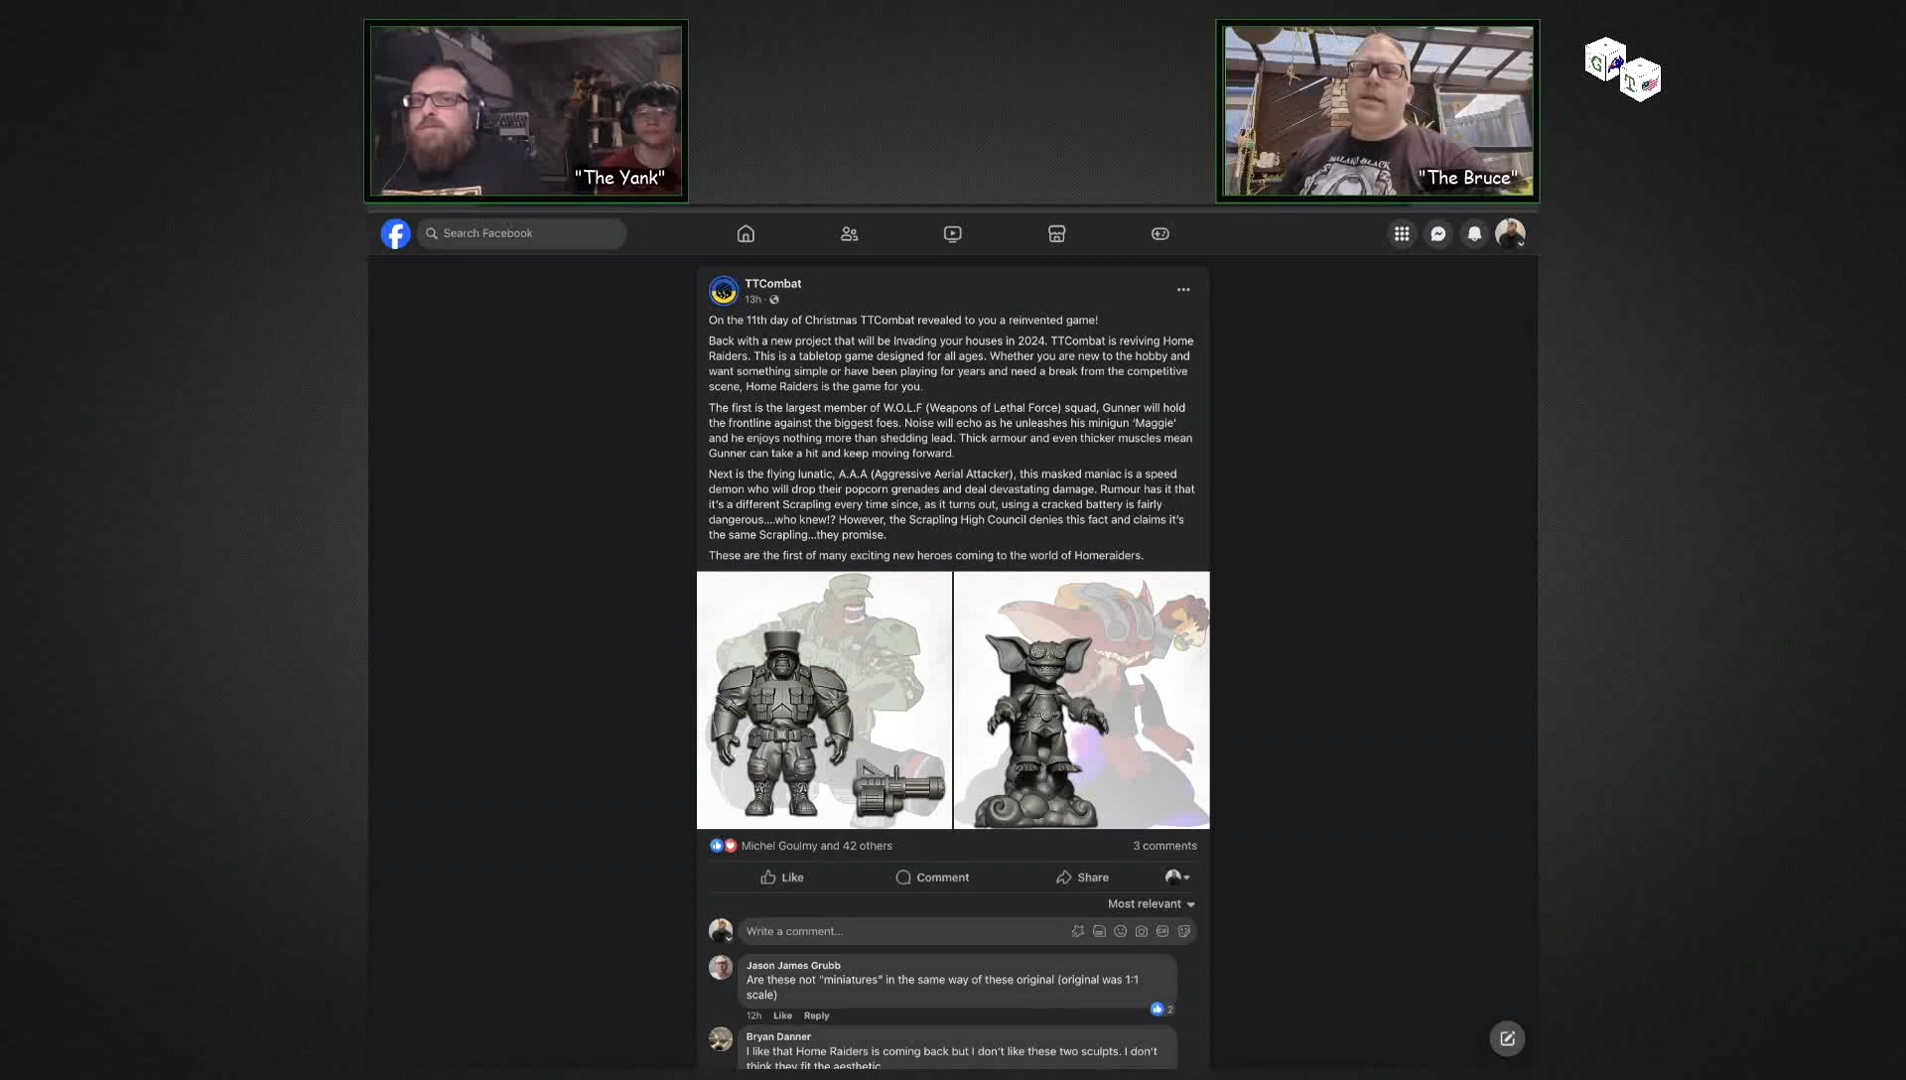 "The Yank"
MALAKI BLACK
"The Bruce"
G
T
Search Facebook
TTCombat
13h ·
On the 11th day of Christmas TTCombat revealed to you a reinvented game!
Back with a new project that will be Invading your houses in 2024. TTCombat is reviving Home
Raiders. This is a tabletop game designed for all ages. Whether you are new to the hobby and
want something simple or have been playing for years and need a break from the competitive
scene, Home Raiders is the game for you.
The first is the largest member of W.O.L.F (Weapons of Lethal Force) squad, Gunner will hold
the frontline against the biggest foes. Noise will echo as he unleashes his minigun ‘Maggie’
and he enjoys nothing more than shedding lead. Thick armour and even thicker muscles mean
Gunner can take a hit and keep moving forward.
Next is the flying lunatic, A.A.A (Aggressive Aerial Attacker), this masked maniac is a speed
demon who will drop their popcorn grenades and deal devastating damage. Rumour has it that
it’s a different Scrapling every time since, as it turns out, using a cracked battery is fairly
dangerous....who knew!? However, the Scrapling High Council denies this fact and claims it’s
the same Scrapling...they promise.
These are the first of many exciting new heroes coming to the world of Homeraiders.
Michel Goulmy and 42 others
3 comments
Like
Comment
Share
Most relevant
Write a comment...
Jason James Grubb
Are these not "miniatures" in the same way of these original (original was 1:1
scale)
2
12h Like Reply
Bryan Danner
I like that Home Raiders is coming back but I don't like these two sculpts. I don't
think they fit the aesthetic